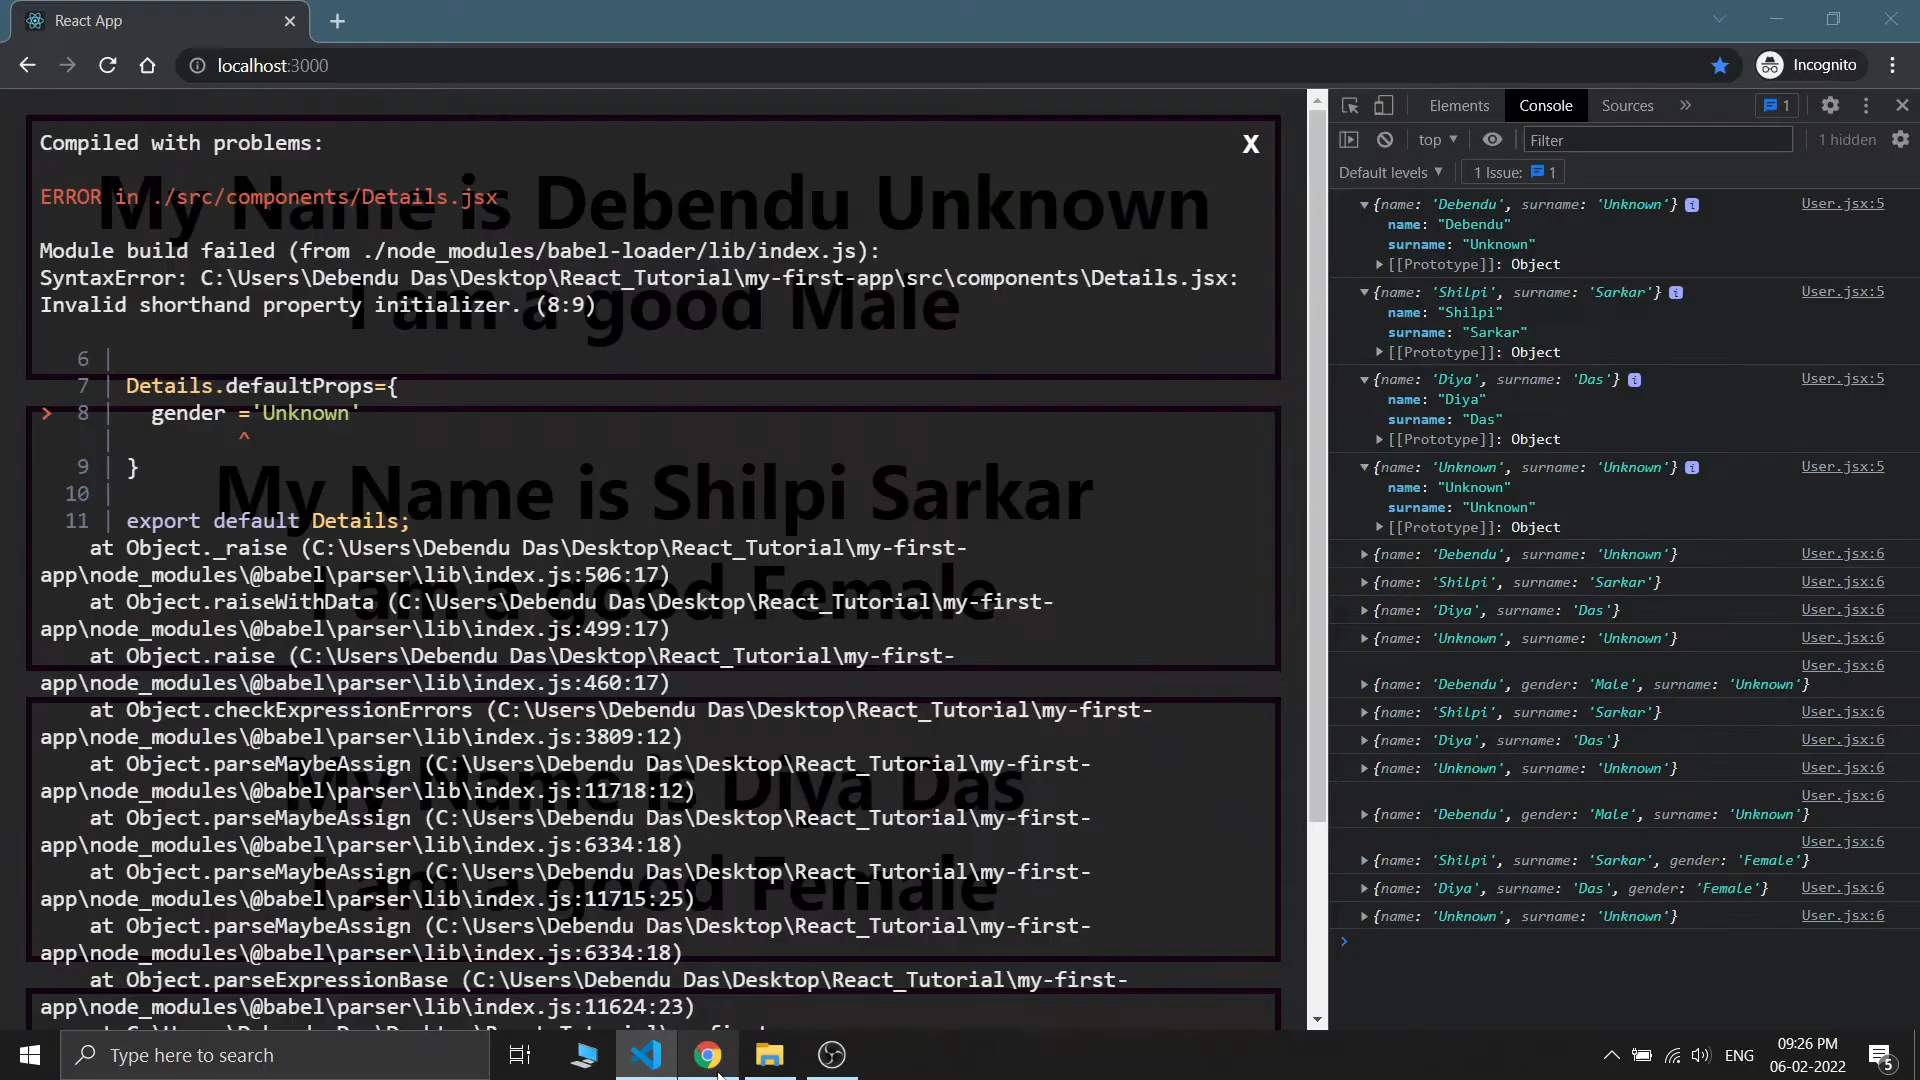 React App
localhost:3000
Incognito
Compiled with problems:
X
ERROR in ./src/components/Details.jsx
My Name is Debendu Unknown
Module build failed (from ./node_modules/babel-loader/lib/index.js):
SyntaxError: C:\Users\Debendu Das\Desktop\React_Tutorial\my-first-app\src\components\Details.jsx:
Invalid shorthand property initializer. (8:9)
I am a good Male
6 |
7 | Details.defaultProps={
> 8 | gender ='Unknown'
| ^
9 | }
10 |
11 | export default Details;
My Name is Shilpi Sarkar
at Object._raise (C:\Users\Debendu Das\Desktop\React_Tutorial\my-first-
app\node_modules\@babel\parser\lib\index.js:506:17)
I am a good Female
at Object.raiseWithData (C:\Users\Debendu Das\Desktop\React_Tutorial\my-first-
app\node_modules\@babel\parser\lib\index.js:499:17)
at Object.raise (C:\Users\Debendu Das\Desktop\React_Tutorial\my-first-
app\node_modules\@babel\parser\lib\index.js:460:17)
at Object.checkExpressionErrors (C:\Users\Debendu Das\Desktop\React_Tutorial\my-first-
app\node_modules\@babel\parser\lib\index.js:3809:12)
at Object.parseMaybeAssign (C:\Users\Debendu Das\Desktop\React_Tutorial\my-first-
app\node_modules\@babel\parser\lib\index.js:11718:12)
My Name is Diya Das
at Object.parseMaybeAssign (C:\Users\Debendu Das\Desktop\React_Tutorial\my-first-
app\node_modules\@babel\parser\lib\index.js:6334:18)
at Object.parseMaybeAssign (C:\Users\Debendu Das\Desktop\React_Tutorial\my-first-
app\node_modules\@babel\parser\lib\index.js:11715:25)
I am a good Female
at Object.parseMaybeAssign (C:\Users\Debendu Das\Desktop\React_Tutorial\my-first-
app\node_modules\@babel\parser\lib\index.js:6334:18)
at Object.parseExpressionBase (C:\Users\Debendu Das\Desktop\React_Tutorial\my-first-
app\node_modules\@babel\parser\lib\index.js:11624:23)
Elements Console Sources 1
top Filter 1 hidden
Default levels 1 Issue: 1
{name: 'Debendu', surname: 'Unknown'} User.jsx:5
name: "Debendu"
surname: "Unknown"
[[Prototype]]: Object
{name: 'Shilpi', surname: 'Sarkar'} User.jsx:5
name: "Shilpi"
surname: "Sarkar"
[[Prototype]]: Object
{name: 'Diya', surname: 'Das'} User.jsx:5
name: "Diya"
surname: "Das"
[[Prototype]]: Object
{name: 'Unknown', surname: 'Unknown'} User.jsx:5
name: "Unknown"
surname: "Unknown"
[[Prototype]]: Object
{name: 'Debendu', surname: 'Unknown'} User.jsx:6
{name: 'Shilpi', surname: 'Sarkar'} User.jsx:6
{name: 'Diya', surname: 'Das'} User.jsx:6
{name: 'Unknown', surname: 'Unknown'} User.jsx:6
User.jsx:6
{name: 'Debendu', gender: 'Male', surname: 'Unknown'}
{name: 'Shilpi', surname: 'Sarkar'} User.jsx:6
{name: 'Diya', surname: 'Das'} User.jsx:6
{name: 'Unknown', surname: 'Unknown'} User.jsx:6
User.jsx:6
{name: 'Debendu', gender: 'Male', surname: 'Unknown'}
User.jsx:6
{name: 'Shilpi', surname: 'Sarkar', gender: 'Female'}
{name: 'Diya', surname: 'Das', gender: 'Female'} User.jsx:6
{name: 'Unknown', surname: 'Unknown'} User.jsx:6
Type here to search
ENG
09:26 PM
06-02-2022
5